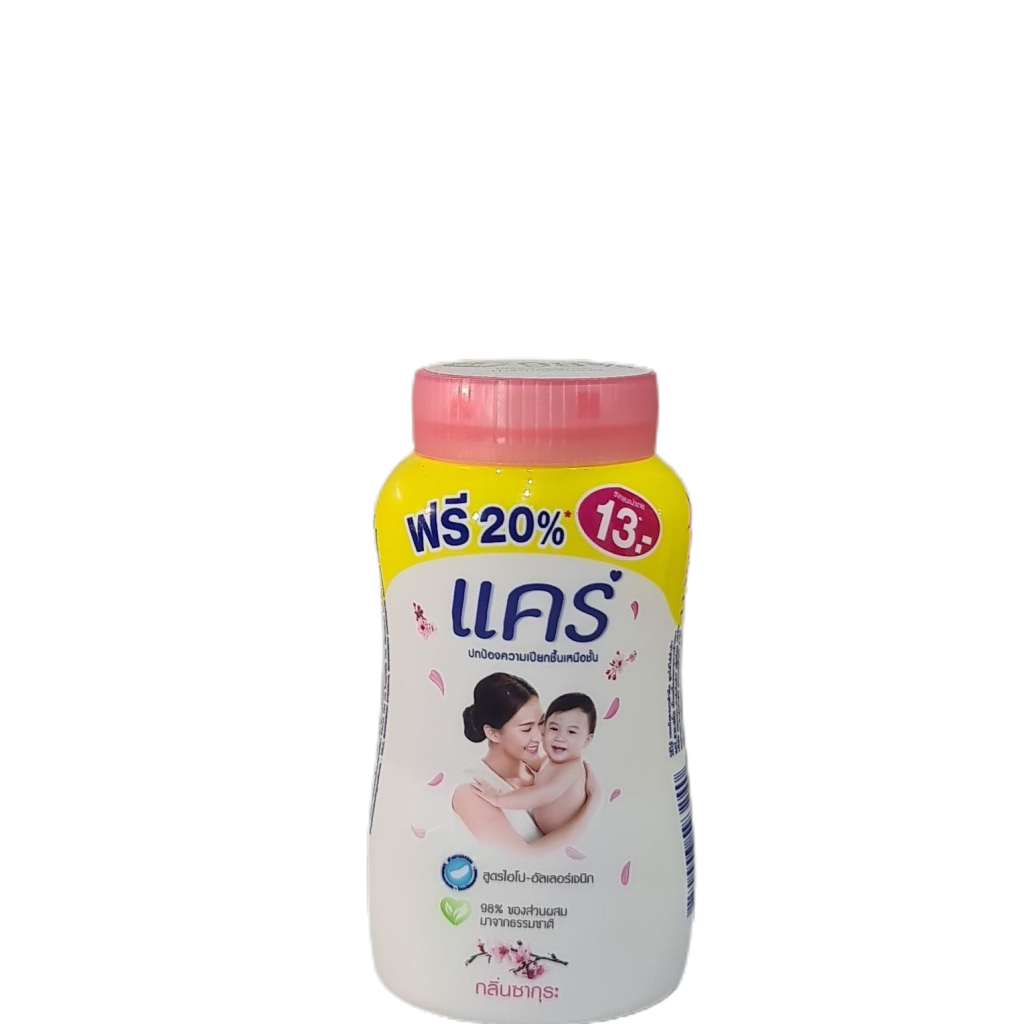 ฟรี 20%*
13.-
แคร์
ปกป้องความเปียกชื้นเหนือชั้น
สูตรไฮโป-อัลเลอร์เจนิก
98% ของส่วนผสม
มาจากธรรมชาติ
กลิ่นซากุระ